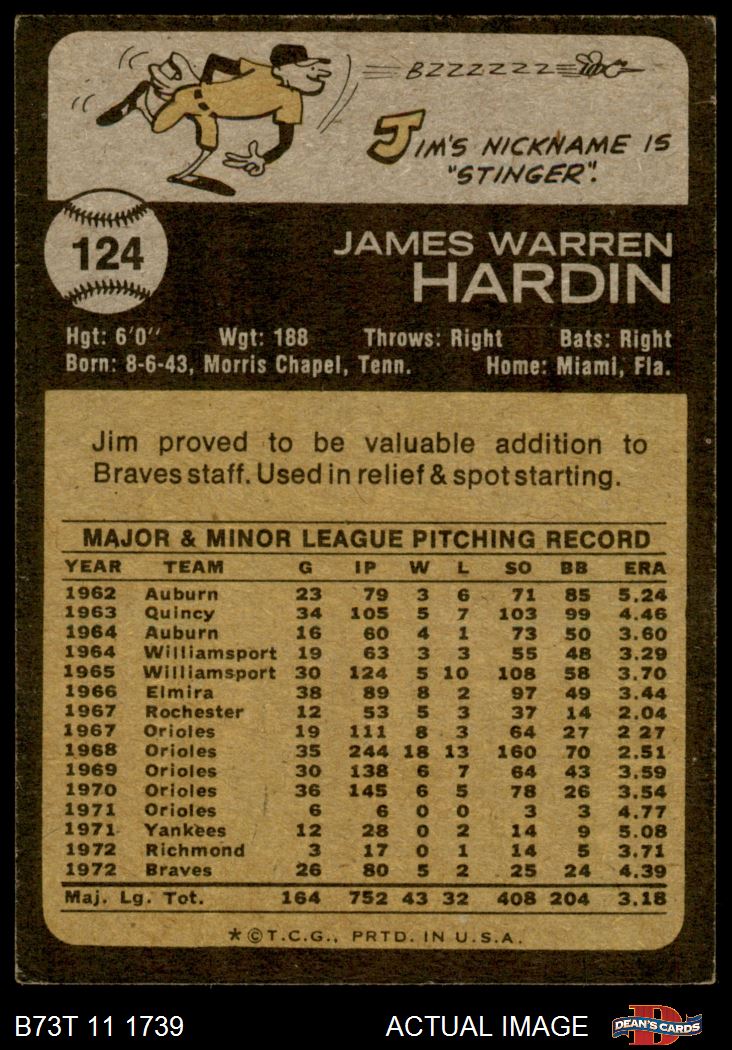 BZZZZZZZ
JIM'S NICKNAME IS
"STINGER".
124
JAMES WARREN
HARDIN
Hgt: 6'0" Wgt: 188 Throws: Right Bats: Right
Born: 8-6-43, Morris Chapel, Tenn. Home: Miami, Fla.
Jim proved to be valuable addition to
Braves staff. Used in relief & spot starting.
MAJOR & MINOR LEAGUE PITCHING RECORD
YEAR TEAM G IP W L SO BB ERA
1962 Auburn 23 79 3 6 71 85 5.24
1963 Quincy 34 105 5 7 103 99 4.46
1964 Auburn 16 60 4 1 73 50 3.60
1964 Williamsport 19 63 3 3 55 48 3.29
1965 Williamsport 30 124 5 10 108 58 3.70
1966 Elmira 38 89 8 2 97 49 3.44
1967 Rochester 12 53 5 3 37 14 2.04
1967 Orioles 19 111 8 3 64 27 2 27
1968 Orioles 35 244 18 13 160 70 2.51
1969 Orioles 30 138 6 7 64 43 3.59
1970 Orioles 36 145 6 5 78 26 3.54
1971 Orioles 6 6 0 0 3 3 4.77
1971 Yankees 12 28 0 2 14 9 5.08
1972 Richmond 3 17 0 1 14 5 3.71
1972 Braves 26 80 5 2 25 24 4.39
Maj. Lg. Tot. 164 752 43 32 408 204 3.18
*©T.C.G., PRTD. IN U.S.A.
B73T 11 1739 ACTUAL IMAGE D DEAN'S CARDS